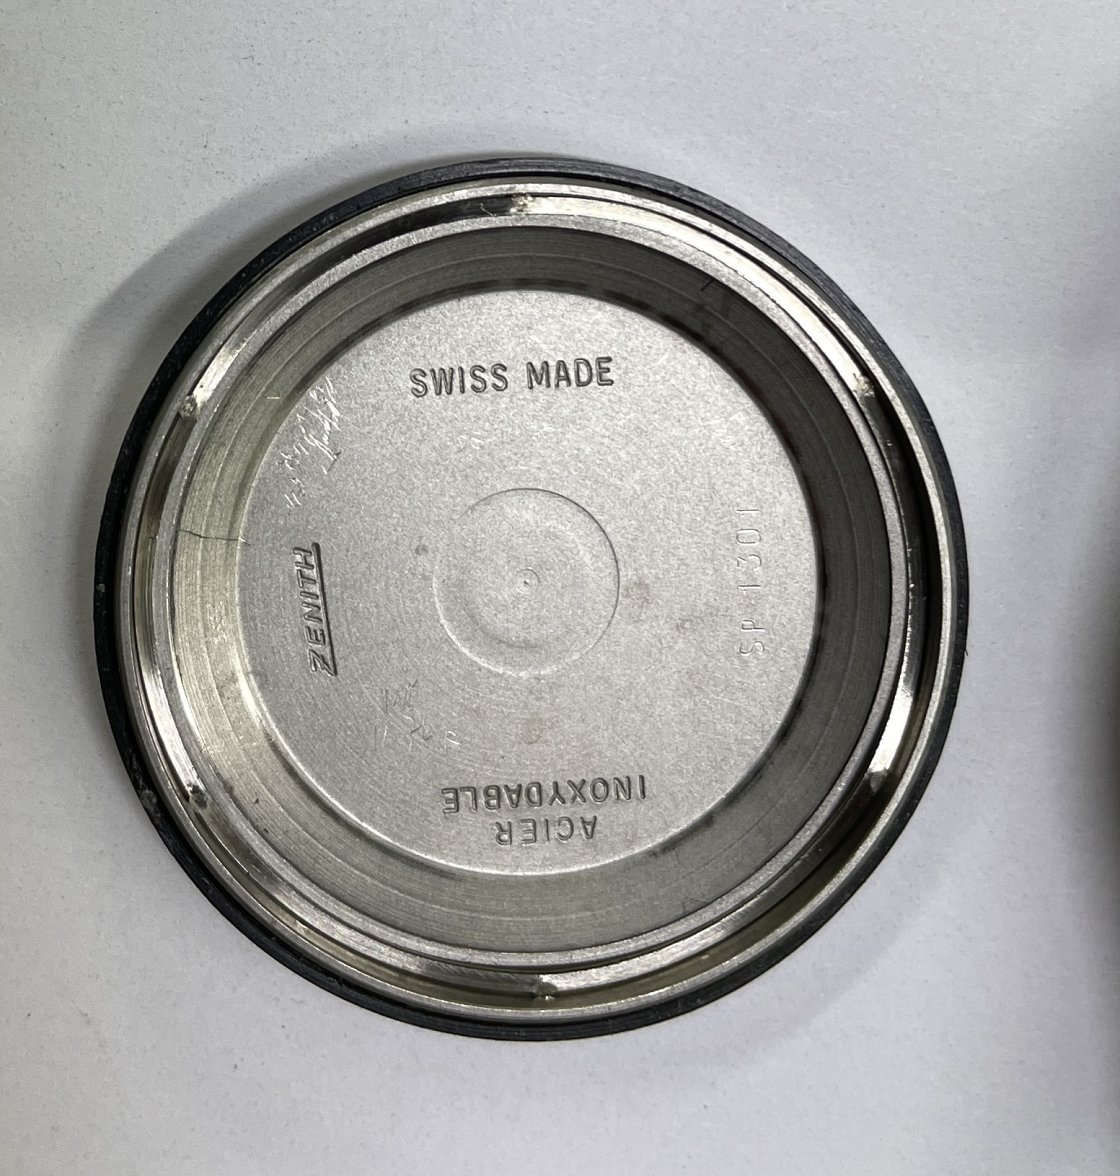 SWISS MADE
ZENITH
SP 1301
ACIER
INOXYDABLE